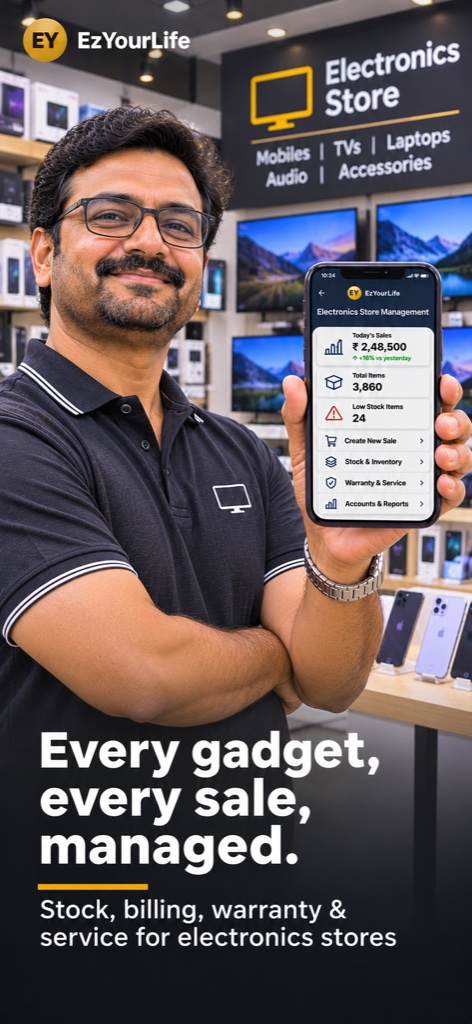 EY EzYourLife
Electronics
Store
Mobiles | TVs | Laptops
Audio | Accessories
10:24
EY EzYourLife
Electronics Store Management
Today's Sales
₹ 2,48,500
↑ +16% vs yesterday
Total Items
3,860
Low Stock Items
24
Create New Sale
Stock & Inventory
Warranty & Service
Accounts & Reports
Every gadget,
every sale,
managed.
Stock, billing, warranty &
service for electronics stores